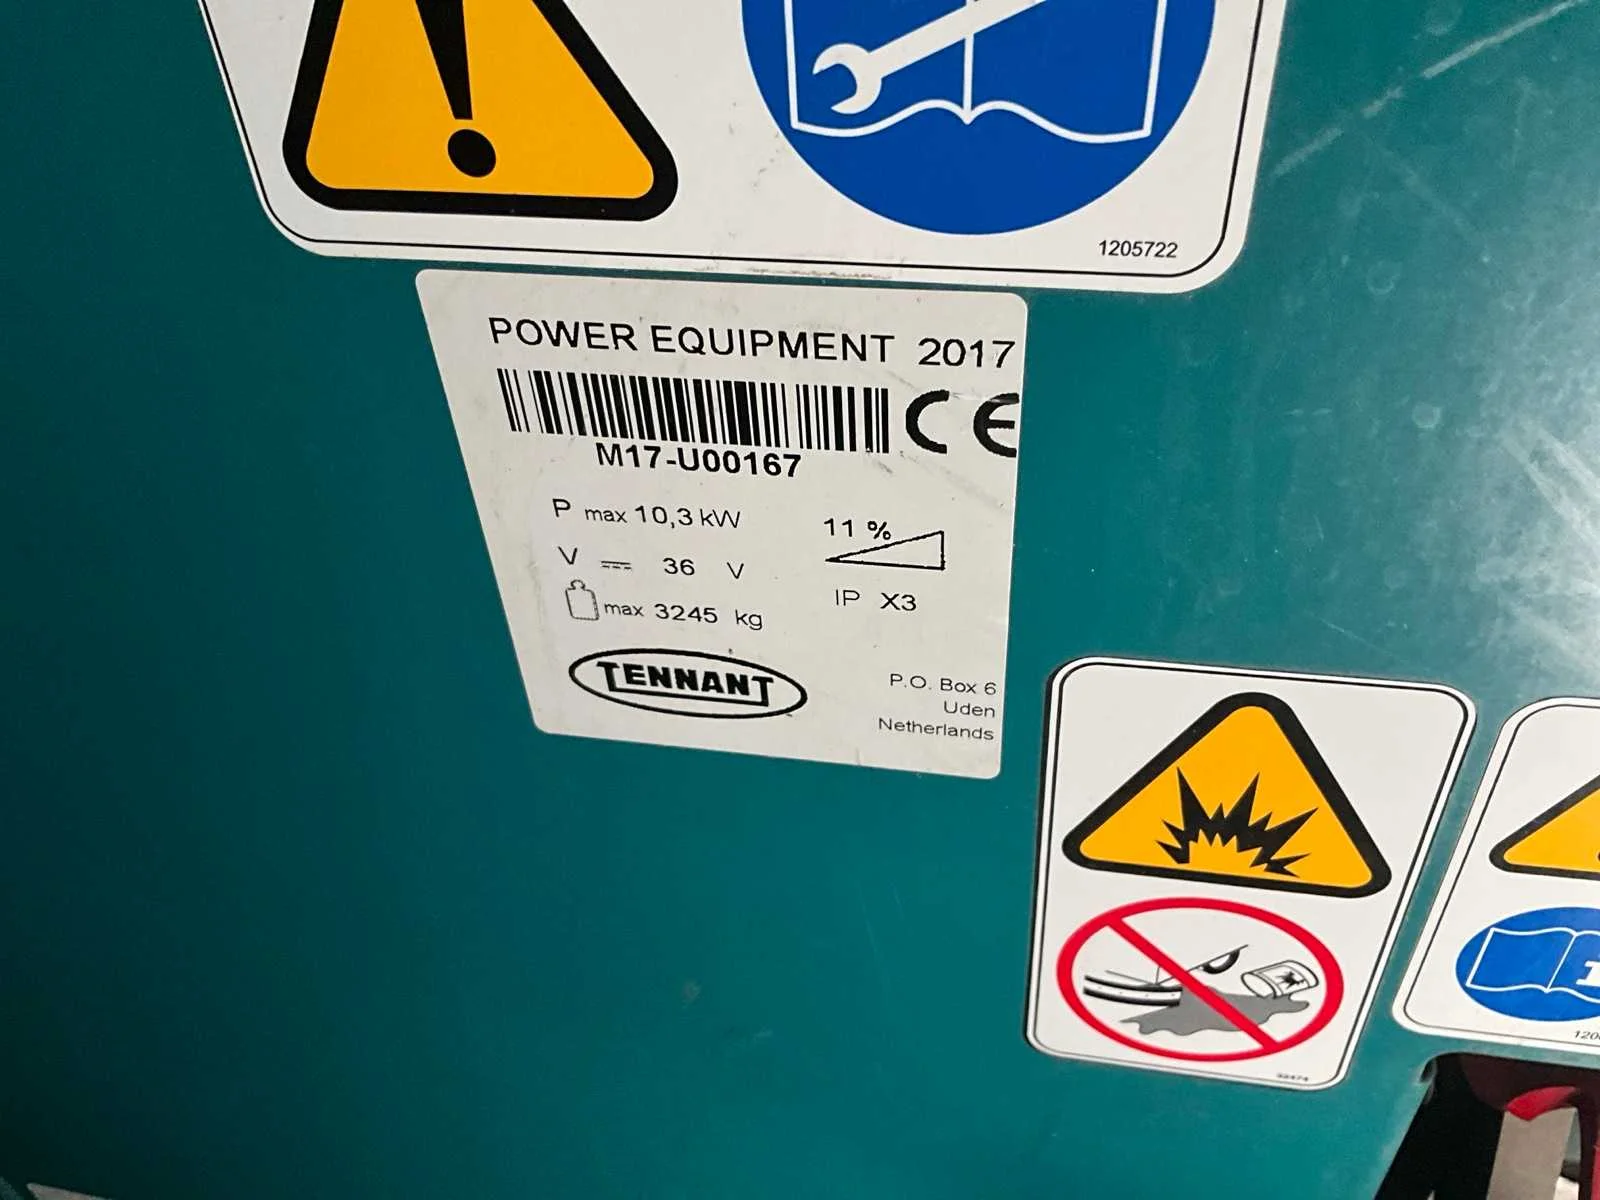 1205722
POWER EQUIPMENT 2017
CE
M17-U00167
P max 10,3 kW
11 %
V 36 V
IP X3
max 3245 kg
TENNANT
P.O. Box 6
Uden
Netherlands